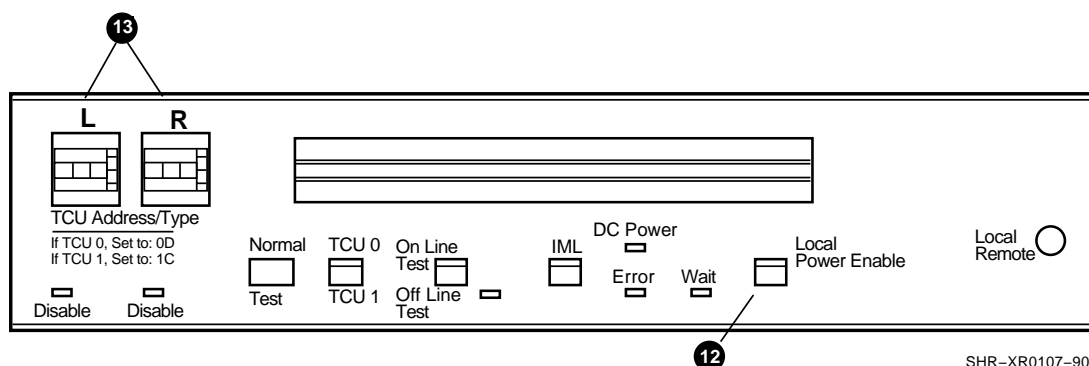 13
L R
TCU Address/Type
If TCU 0, Set to: 0D
If TCU 1, Set to: 1C
Disable Disable
Normal
Test
TCU 0
TCU 1
On Line
Test
Off Line
Test
IML
DC Power
Error
Wait
Local
Power Enable
Local
Remote
12
SHR–XR0107–90